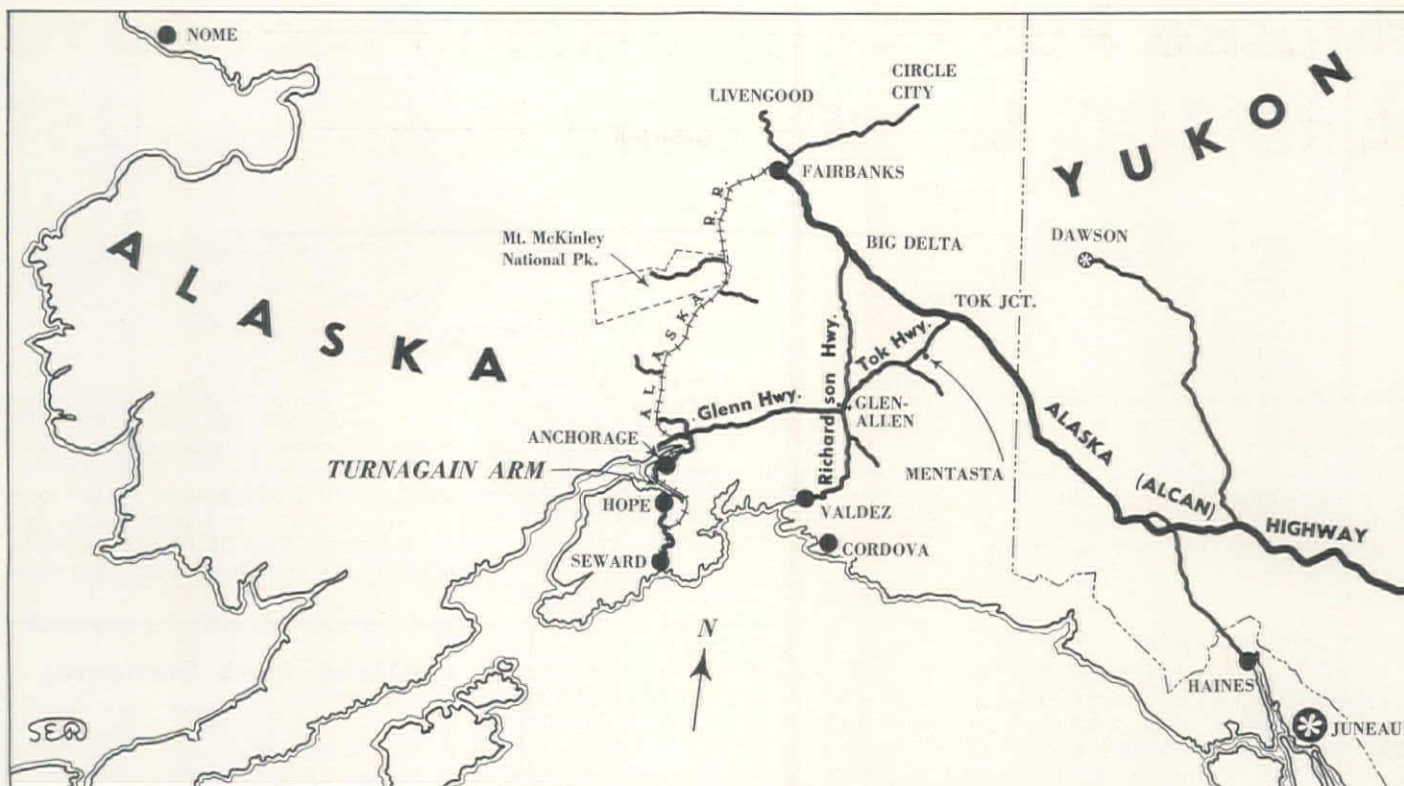 NOME
LIVENGOOD
CIRCLE
CITY
YUKON
FAIRBANKS
ALASKA R.R.
Mt. McKinley
National Pk.
BIG DELTA
DAWSON
ALASKA
TOK JCT.
Richardson Hwy.
Tok Hwy.
Glenn Hwy.
GLEN-
ALLEN
ALASKA
(ALCAN)
HIGHWAY
ANCHORAGE
TURNAGAIN ARM
MENTASTA
HOPE
VALDEZ
CORDOVA
SEWARD
N
HAINES
JUNEAU
SER